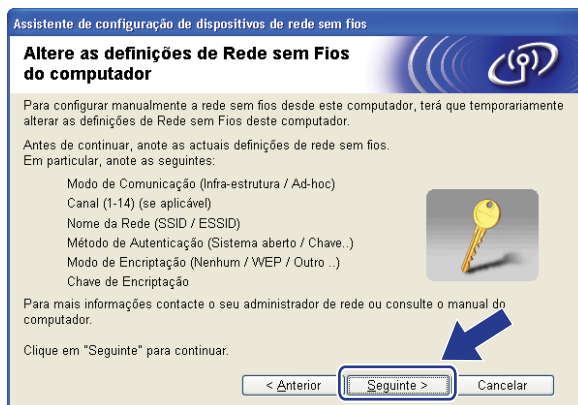 Assistente de configuração de dispositivos de rede sem fios
Altere as definições de Rede sem Fios
do computador
Para configurar manualmente a rede sem fios desde este computador, terá que temporariamente
alterar as definições de Rede sem Fios deste computador.
Antes de continuar, anote as actuais definições de rede sem fios.
Em particular, anote as seguintes:
Modo de Comunicação (Infra-estrutura / Ad-hoc)
Canal (1-14) (se aplicável)
Nome da Rede (SSID / ESSID)
Método de Autenticação (Sistema aberto / Chave..)
Modo de Encriptação (Nenhum / WEP / Outro ..)
Chave de Encriptação
Para mais informações contacte o seu administrador de rede ou consulte o manual do
computador.
Clique em "Seguinte" para continuar.
< Anterior Seguinte > Cancelar